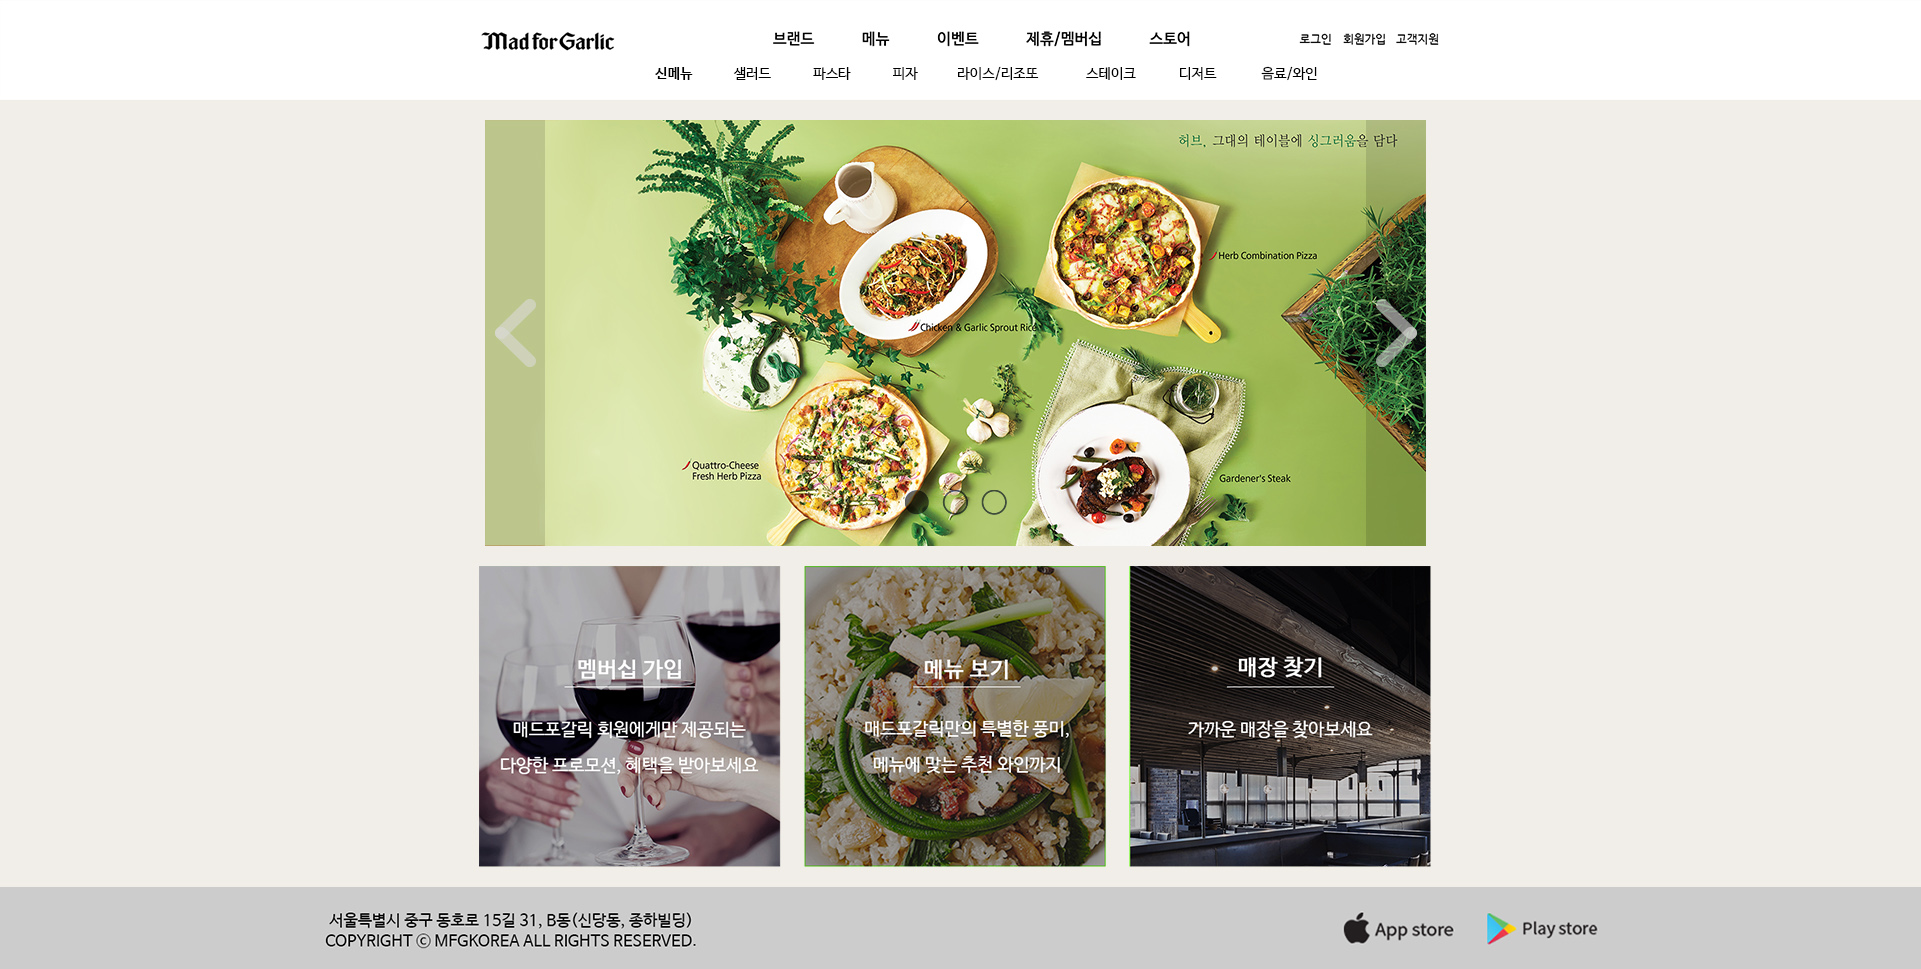 Mad for Garlic
브랜드 메뉴 이벤트 제휴/멤버십 스토어
로그인 회원가입 고객지원
신메뉴 샐러드 파스타 피자 라이스/리조또 스테이크 디저트 음료/와인
허브, 그대의 테이블에 싱그러움을 담다
Herb Combination Pizza
Chicken & Garlic Sprout Rice
Quattro-Cheese
Fresh Herb Pizza
Gardener's Steak
멤버십 가입
매드포갈릭 회원에게만 제공되는
다양한 프로모션, 혜택을 받아보세요
메뉴 보기
매드포갈릭만의 특별한 풍미,
메뉴에 맞는 추천 와인까지
매장 찾기
가까운 매장을 찾아보세요
서울특별시 중구 동호로 15길 31, B동(신당동, 종하빌딩)
COPYRIGHT ⓒ MFGKOREA ALL RIGHTS RESERVED.
App store
Play store